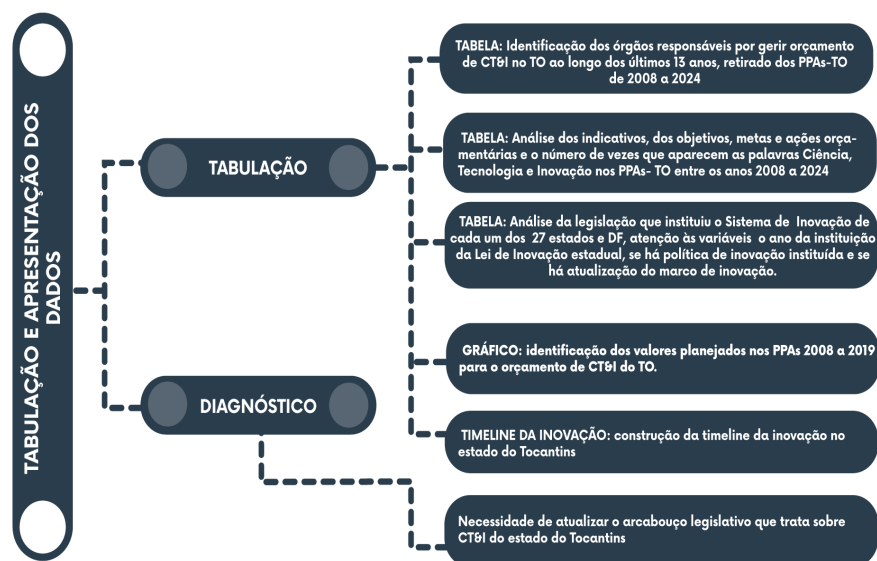 TABULAÇÃO E APRESENTAÇÃO DOS
DADOS
TABULAÇÃO
TABELA: Identificação dos órgãos responsáveis por gerir orçamento
de CT&I no TO ao longo dos últimos 13 anos, retirado dos PPAs-TO
de 2008 a 2024
TABELA: Análise dos indicativos, dos objetivos, metas e ações orça-
mentárias e o número de vezes que aparecem as palavras Ciência,
Tecnologia e Inovação nos PPAs- TO entre os anos 2008 a 2024
TABELA: Análise da legislação que instituiu o Sistema de Inovação de
cada um dos 27 estados e DF, atenção às variáveis o ano da instituição
da Lei de Inovação estadual, se há política de inovação instituída e se
há atualização do marco de inovação.
GRÁFICO: identificação dos valores planejados nos PPAs 2008 a 2019
para o orçamento de CT&I do TO.
TIMELINE DA INOVAÇÃO: construção da timeline da inovação no
estado do Tocantins
DIAGNÓSTICO
Necessidade de atualizar o arcabouço legislativo que trata sobre
CT&I do estado do Tocantins